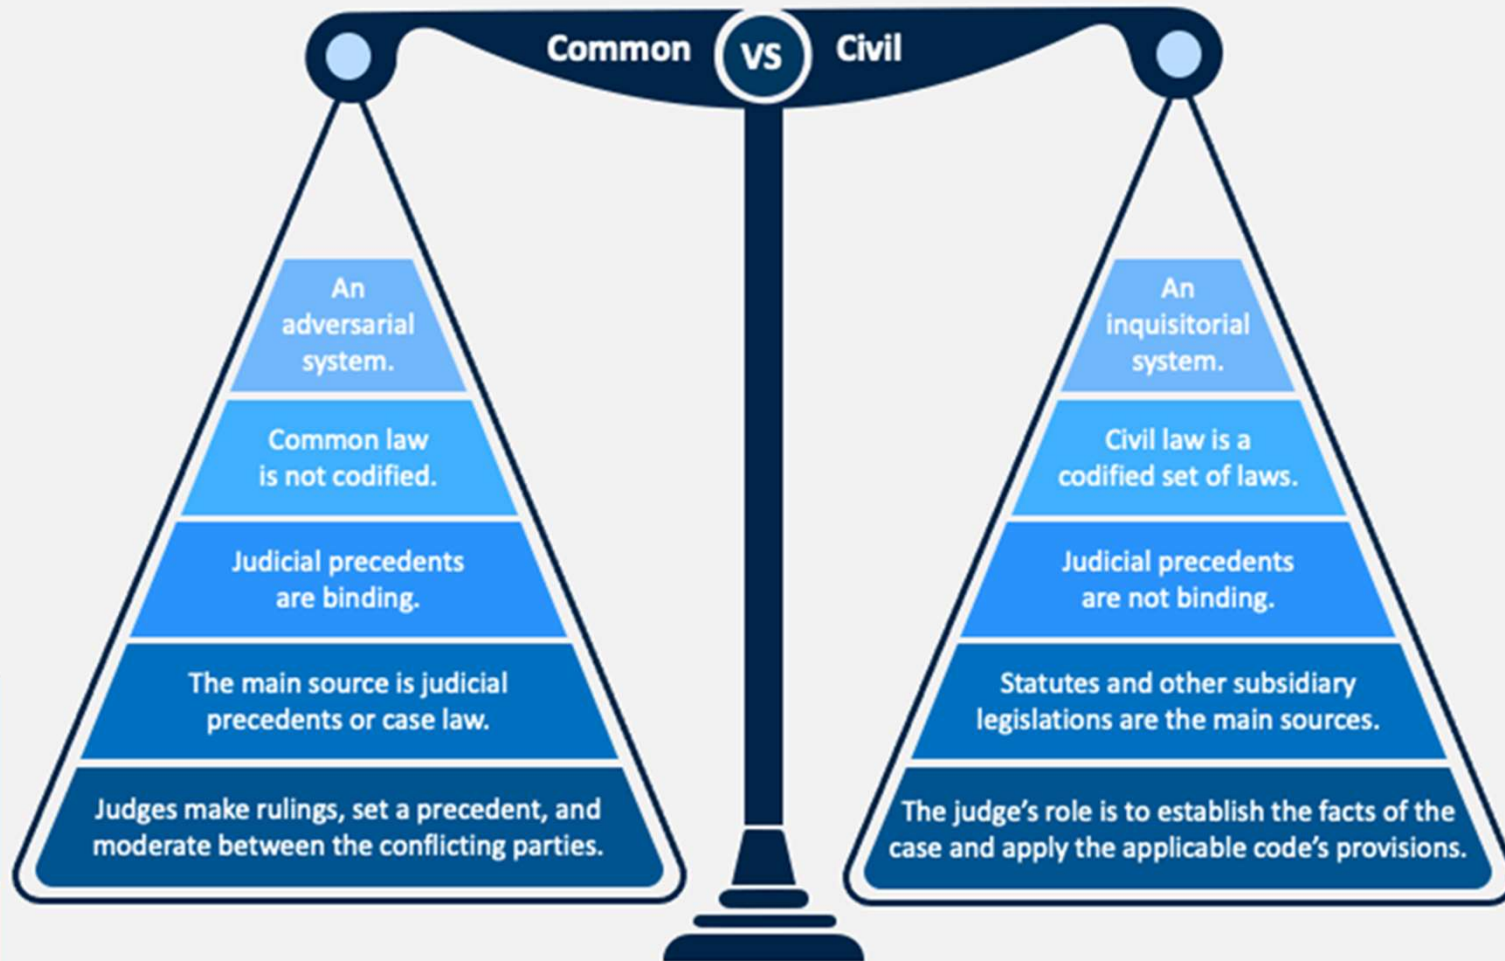 Common VS Civil
An
adversarial
system.
Common law
is not codified.
Judicial precedents
are binding.
The main source is judicial
precedents or case law.
Judges make rulings, set a precedent, and
moderate between the conflicting parties.
An
inquisitorial
system.
Civil law is a
codified set of laws.
Judicial precedents
are not binding.
Statutes and other subsidiary
legislations are the main sources.
The judge’s role is to establish the facts of the
case and apply the applicable code’s provisions.